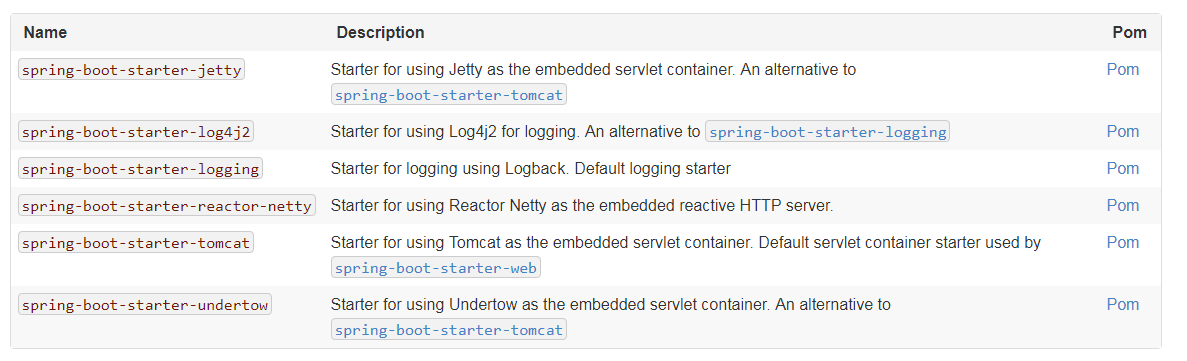 Name Description Pom
spring-boot-starter-jetty Starter for using Jetty as the embedded servlet container. An alternative to Pom
spring-boot-starter-tomcat
spring-boot-starter-log4j2 Starter for using Log4j2 for logging. An alternative to spring-boot-starter-logging Pom
spring-boot-starter-logging Starter for logging using Logback. Default logging starter Pom
spring-boot-starter-reactor-netty Starter for using Reactor Netty as the embedded reactive HTTP server. Pom
spring-boot-starter-tomcat Starter for using Tomcat as the embedded servlet container. Default servlet container starter used by Pom
spring-boot-starter-web
spring-boot-starter-undertow Starter for using Undertow as the embedded servlet container. An alternative to Pom
spring-boot-starter-tomcat